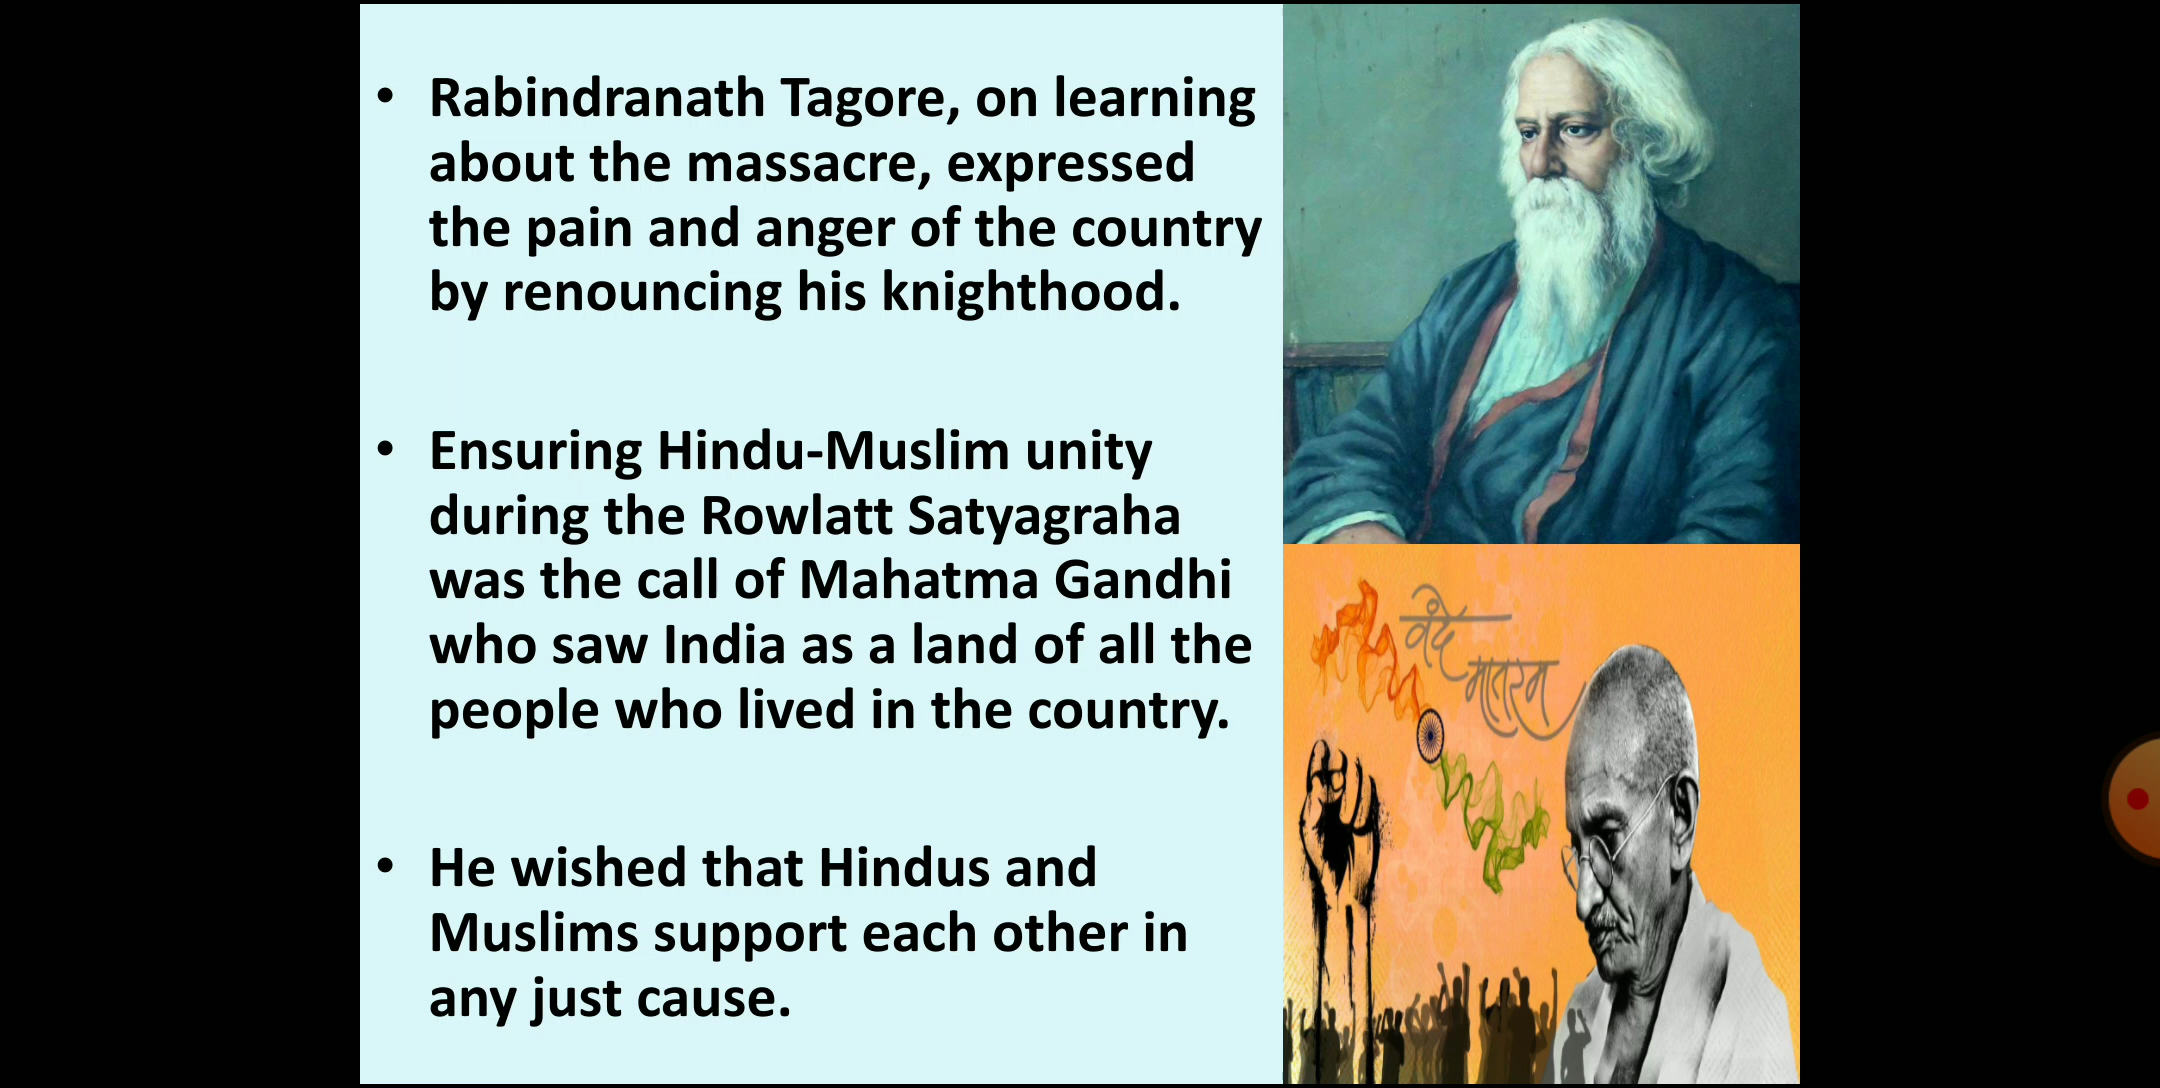 • Rabindranath Tagore, on learning
about the massacre, expressed
the pain and anger of the country
by renouncing his knighthood.
• Ensuring Hindu-Muslim unity
during the Rowlatt Satyagraha
was the call of Mahatma Gandhi
who saw India as a land of all the
people who lived in the country.
• He wished that Hindus and
Muslims support each other in
any just cause.
वंदे
मातरम